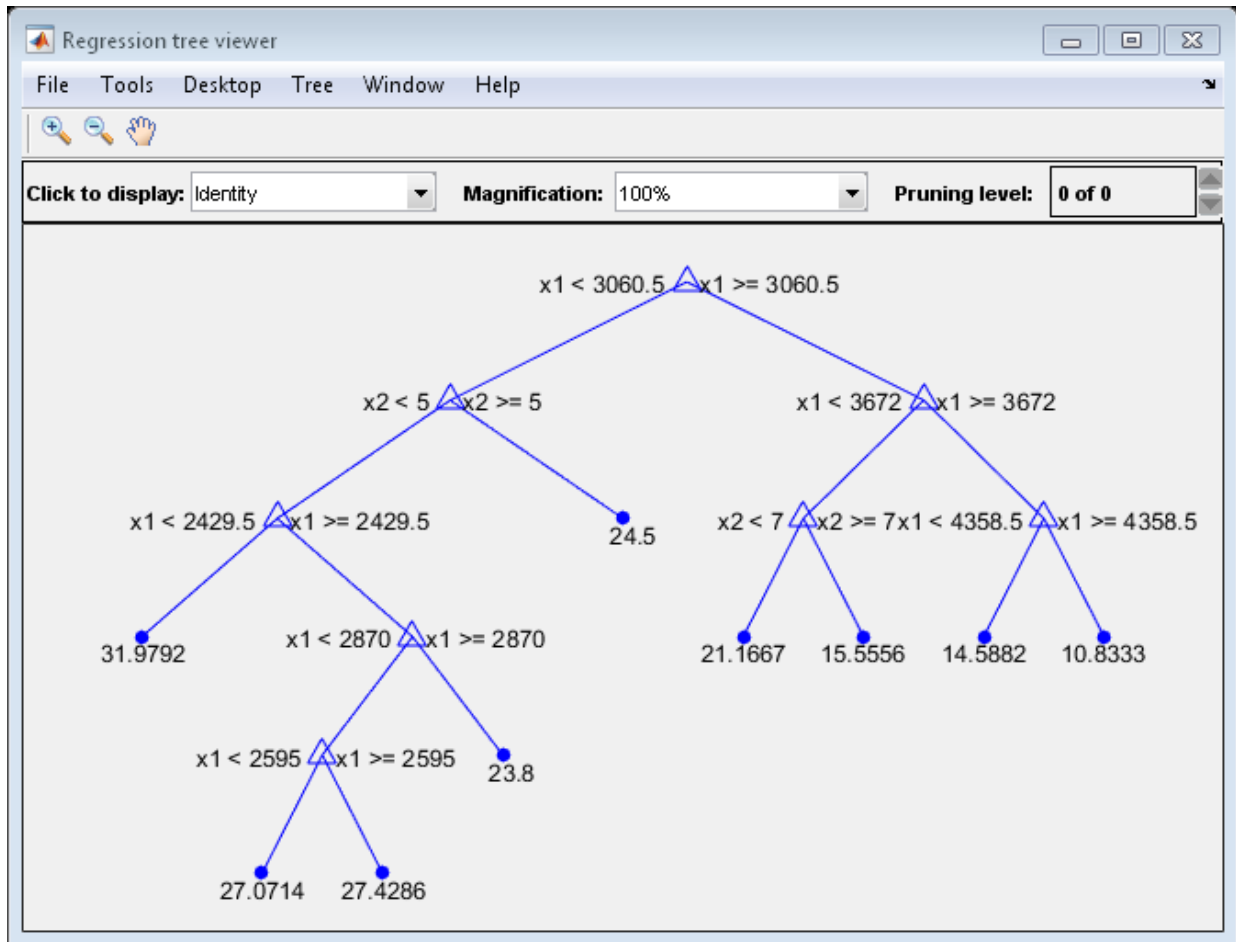 Regression tree viewer
File Tools Desktop Tree Window Help
Click to display: Identity Magnification: 100% Pruning level: 0 of 0
x1 < 3060.5 x1 >= 3060.5
x2 < 5 x2 >= 5 x1 < 3672 x1 >= 3672
x1 < 2429.5 x1 >= 2429.5 24.5 x2 < 7 x2 >= 7 x1 < 4358.5 x1 >= 4358.5
31.9792 x1 < 2870 x1 >= 2870 21.1667 15.5556 14.5882 10.8333
x1 < 2595 x1 >= 2595 23.8
27.0714 27.4286